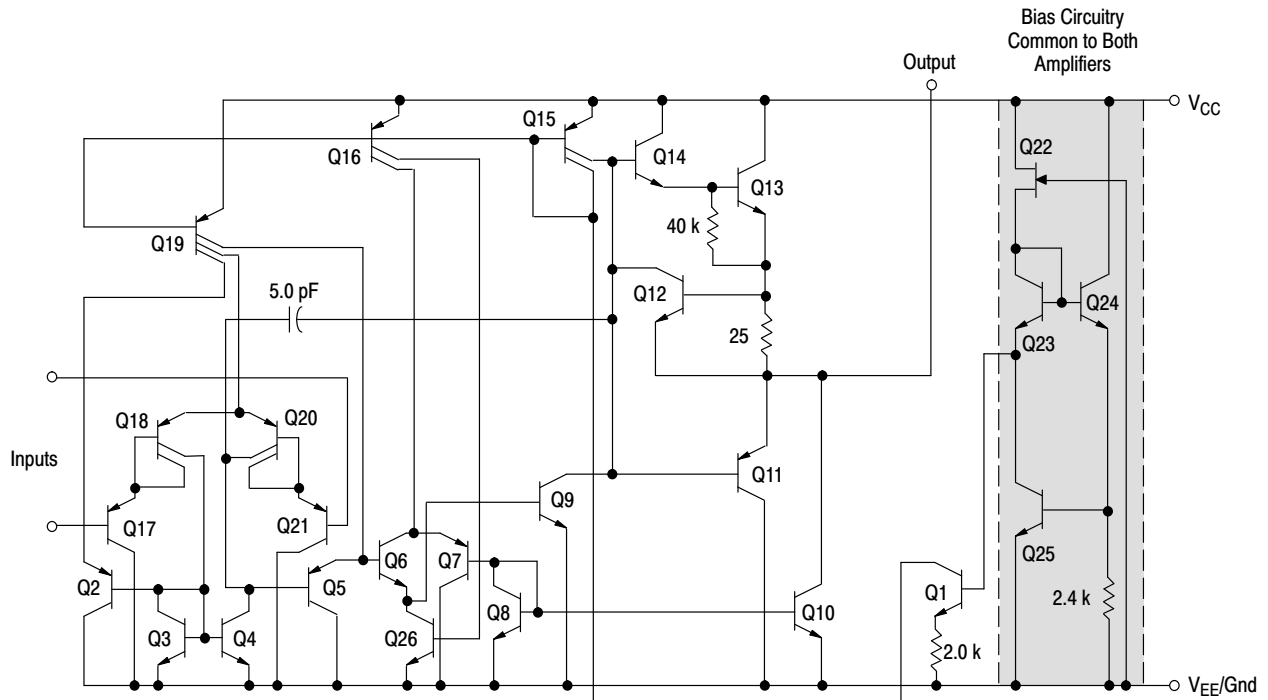 Bias Circuitry
Common to Both
Amplifiers
Output
V_CC
Q15
Q16
Q14
Q22
Q13
40 k
Q19
5.0 pF
Q12
Q24
25
Q23
Q18
Q20
Inputs
Q9
Q11
Q17
Q21
Q25
Q2
Q5
Q6
Q7
Q1
2.4 k
Q3
Q4
Q26
Q8
Q10
2.0 k
V_EE/Gnd